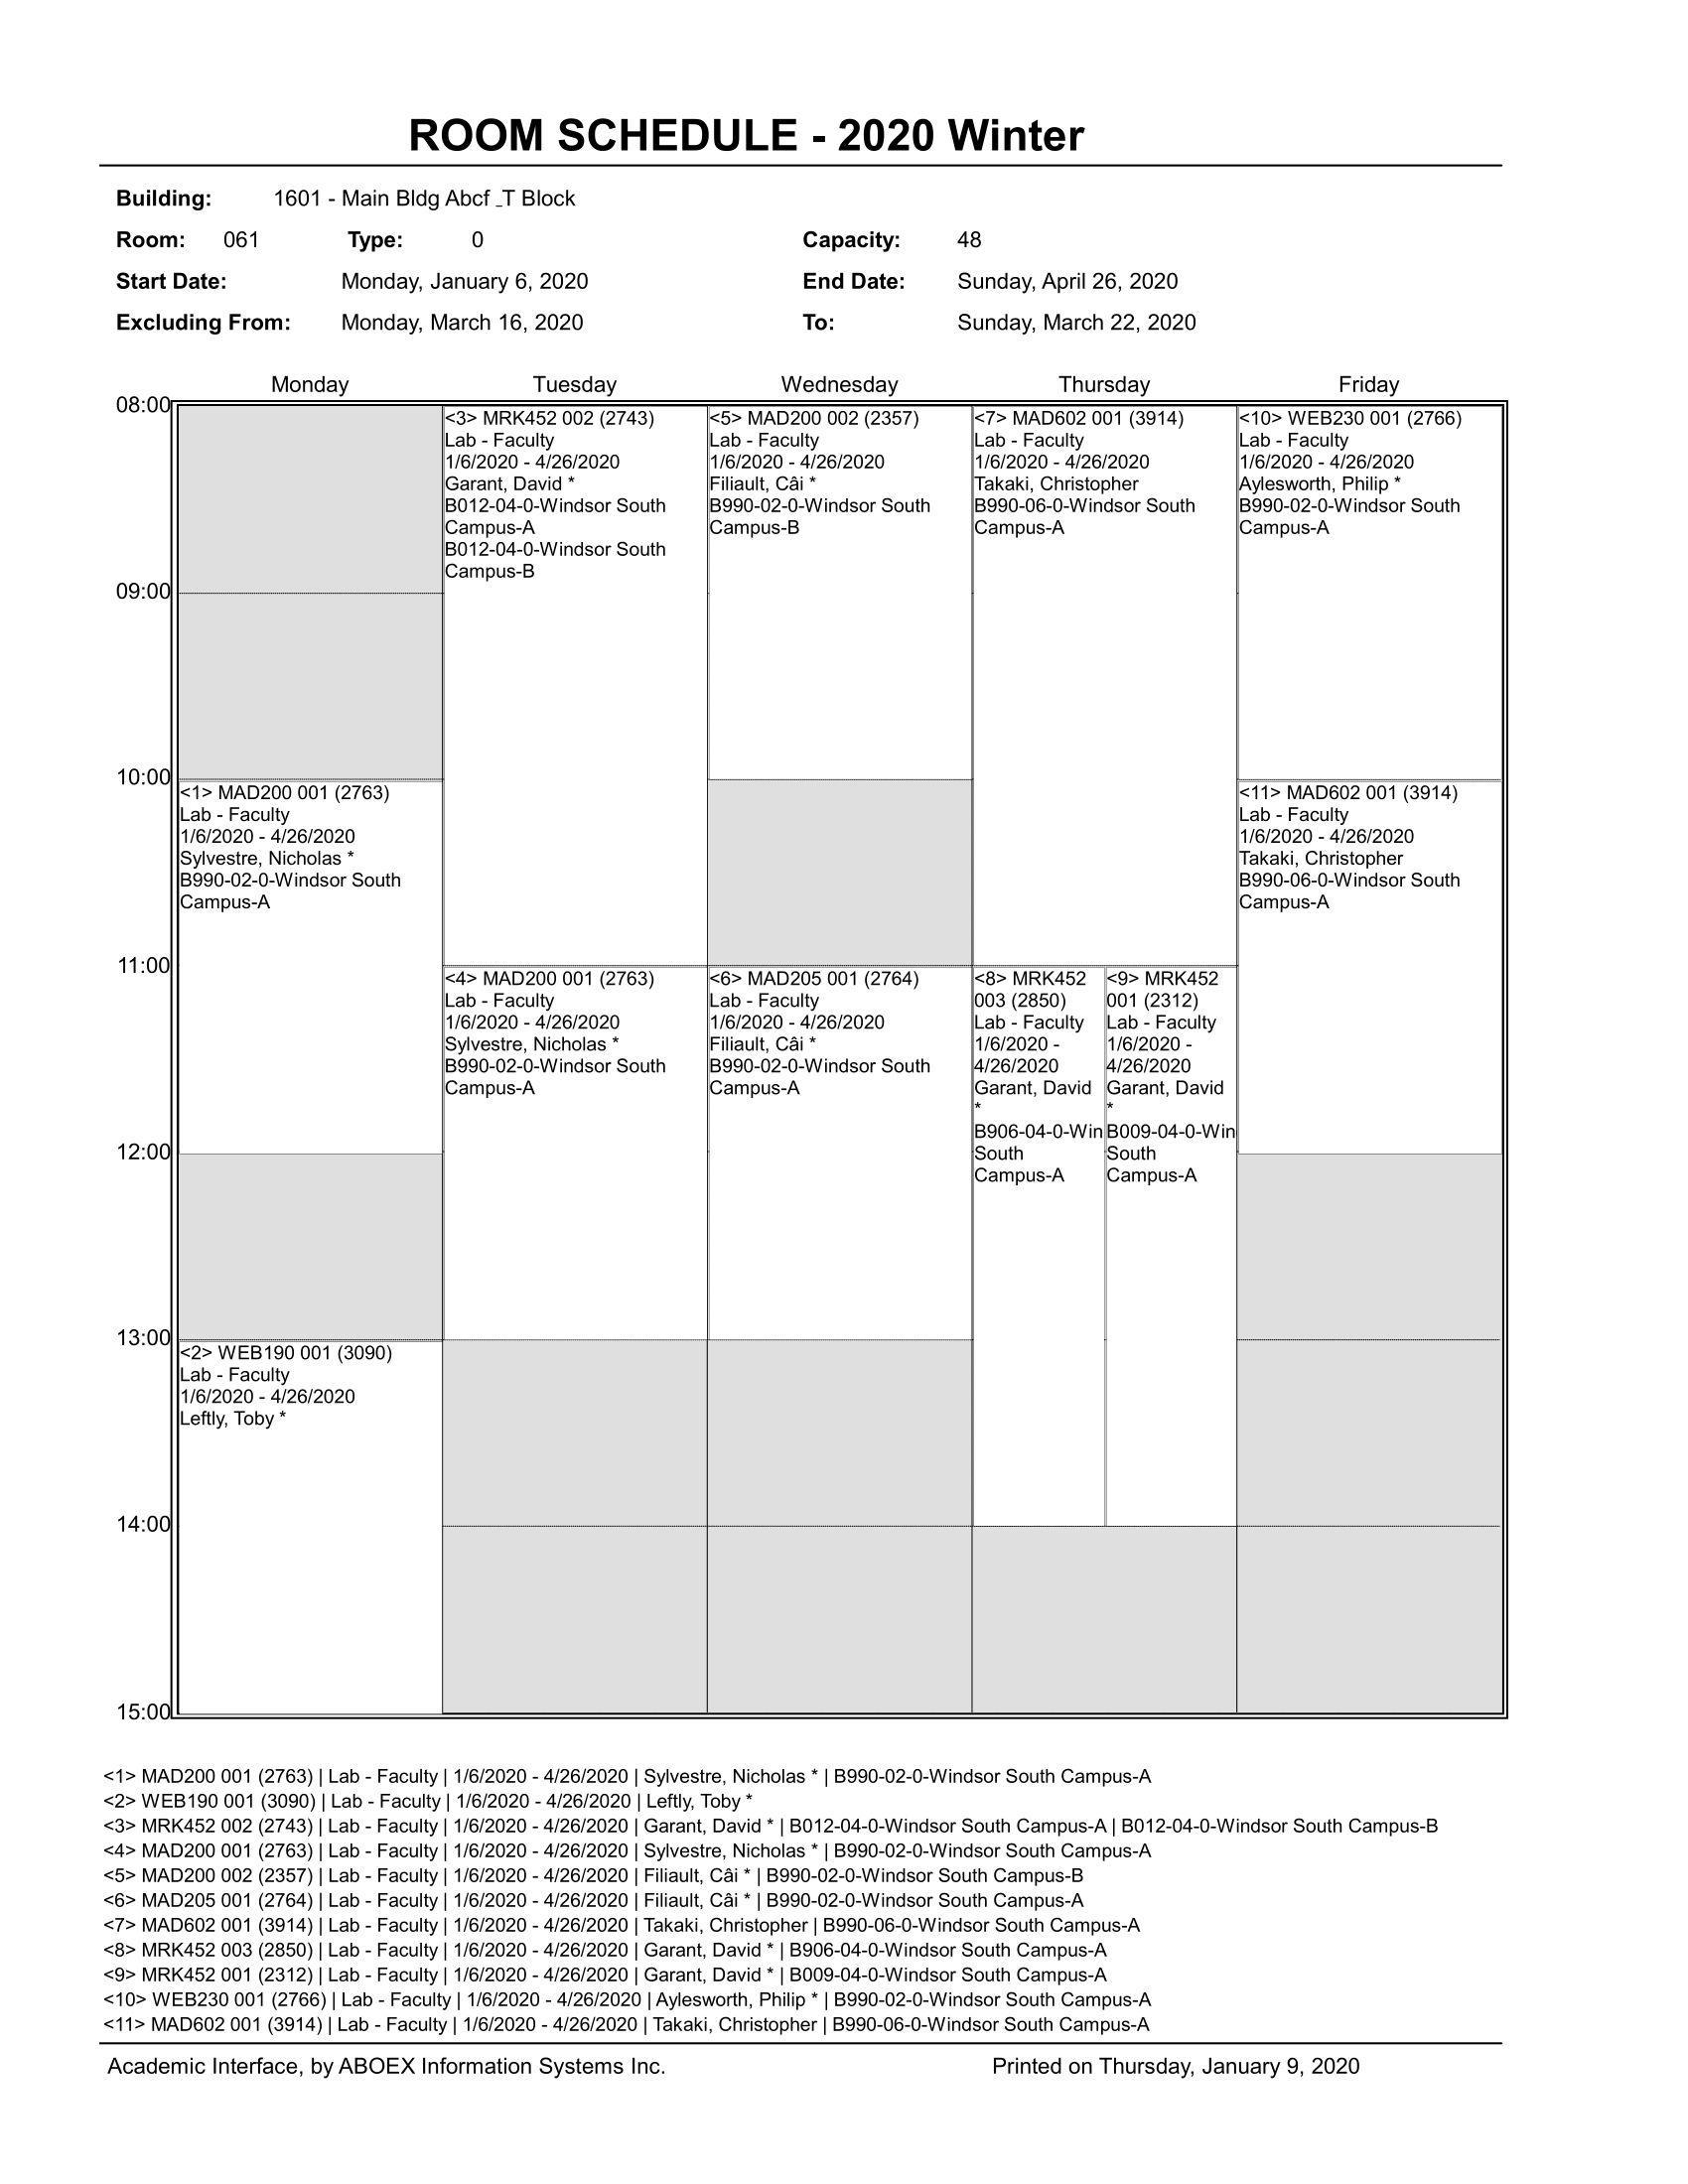 ROOM SCHEDULE - 2020 Winter
Building: 1601 - Main Bldg Abcf _T Block
Room: 061 Type: 0 Capacity: 48
Start Date: Monday, January 6, 2020 End Date: Sunday, April 26, 2020
Excluding From: Monday, March 16, 2020 To: Sunday, March 22, 2020
Monday Tuesday Wednesday Thursday Friday
08:00
<3> MRK452 002 (2743)
Lab - Faculty
1/6/2020 - 4/26/2020
Garant, David *
B012-04-0-Windsor South
Campus-A
B012-04-0-Windsor South
Campus-B
<5> MAD200 002 (2357)
Lab - Faculty
1/6/2020 - 4/26/2020
Filiault, Câi *
B990-02-0-Windsor South
Campus-B
<7> MAD602 001 (3914)
Lab - Faculty
1/6/2020 - 4/26/2020
Takaki, Christopher
B990-06-0-Windsor South
Campus-A
<10> WEB230 001 (2766)
Lab - Faculty
1/6/2020 - 4/26/2020
Aylesworth, Philip *
B990-02-0-Windsor South
Campus-A
09:00
10:00
<1> MAD200 001 (2763)
Lab - Faculty
1/6/2020 - 4/26/2020
Sylvestre, Nicholas *
B990-02-0-Windsor South
Campus-A
<11> MAD602 001 (3914)
Lab - Faculty
1/6/2020 - 4/26/2020
Takaki, Christopher
B990-06-0-Windsor South
Campus-A
11:00
<4> MAD200 001 (2763)
Lab - Faculty
1/6/2020 - 4/26/2020
Sylvestre, Nicholas *
B990-02-0-Windsor South
Campus-A
<6> MAD205 001 (2764)
Lab - Faculty
1/6/2020 - 4/26/2020
Filiault, Câi *
B990-02-0-Windsor South
Campus-A
<8> MRK452
003 (2850)
Lab - Faculty
1/6/2020 -
4/26/2020
Garant, David
*
B906-04-0-Win
South
Campus-A
<9> MRK452
001 (2312)
Lab - Faculty
1/6/2020 -
4/26/2020
Garant, David
*
B009-04-0-Win
South
Campus-A
12:00
13:00
<2> WEB190 001 (3090)
Lab - Faculty
1/6/2020 - 4/26/2020
Leftly, Toby *
14:00
15:00
<1> MAD200 001 (2763) | Lab - Faculty | 1/6/2020 - 4/26/2020 | Sylvestre, Nicholas * | B990-02-0-Windsor South Campus-A
<2> WEB190 001 (3090) | Lab - Faculty | 1/6/2020 - 4/26/2020 | Leftly, Toby *
<3> MRK452 002 (2743) | Lab - Faculty | 1/6/2020 - 4/26/2020 | Garant, David * | B012-04-0-Windsor South Campus-A | B012-04-0-Windsor South Campus-B
<4> MAD200 001 (2763) | Lab - Faculty | 1/6/2020 - 4/26/2020 | Sylvestre, Nicholas * | B990-02-0-Windsor South Campus-A
<5> MAD200 002 (2357) | Lab - Faculty | 1/6/2020 - 4/26/2020 | Filiault, Câi * | B990-02-0-Windsor South Campus-B
<6> MAD205 001 (2764) | Lab - Faculty | 1/6/2020 - 4/26/2020 | Filiault, Câi * | B990-02-0-Windsor South Campus-A
<7> MAD602 001 (3914) | Lab - Faculty | 1/6/2020 - 4/26/2020 | Takaki, Christopher | B990-06-0-Windsor South Campus-A
<8> MRK452 003 (2850) | Lab - Faculty | 1/6/2020 - 4/26/2020 | Garant, David * | B906-04-0-Windsor South Campus-A
<9> MRK452 001 (2312) | Lab - Faculty | 1/6/2020 - 4/26/2020 | Garant, David * | B009-04-0-Windsor South Campus-A
<10> WEB230 001 (2766) | Lab - Faculty | 1/6/2020 - 4/26/2020 | Aylesworth, Philip * | B990-02-0-Windsor South Campus-A
<11> MAD602 001 (3914) | Lab - Faculty | 1/6/2020 - 4/26/2020 | Takaki, Christopher | B990-06-0-Windsor South Campus-A
Academic Interface, by ABOEX Information Systems Inc. Printed on Thursday, January 9, 2020